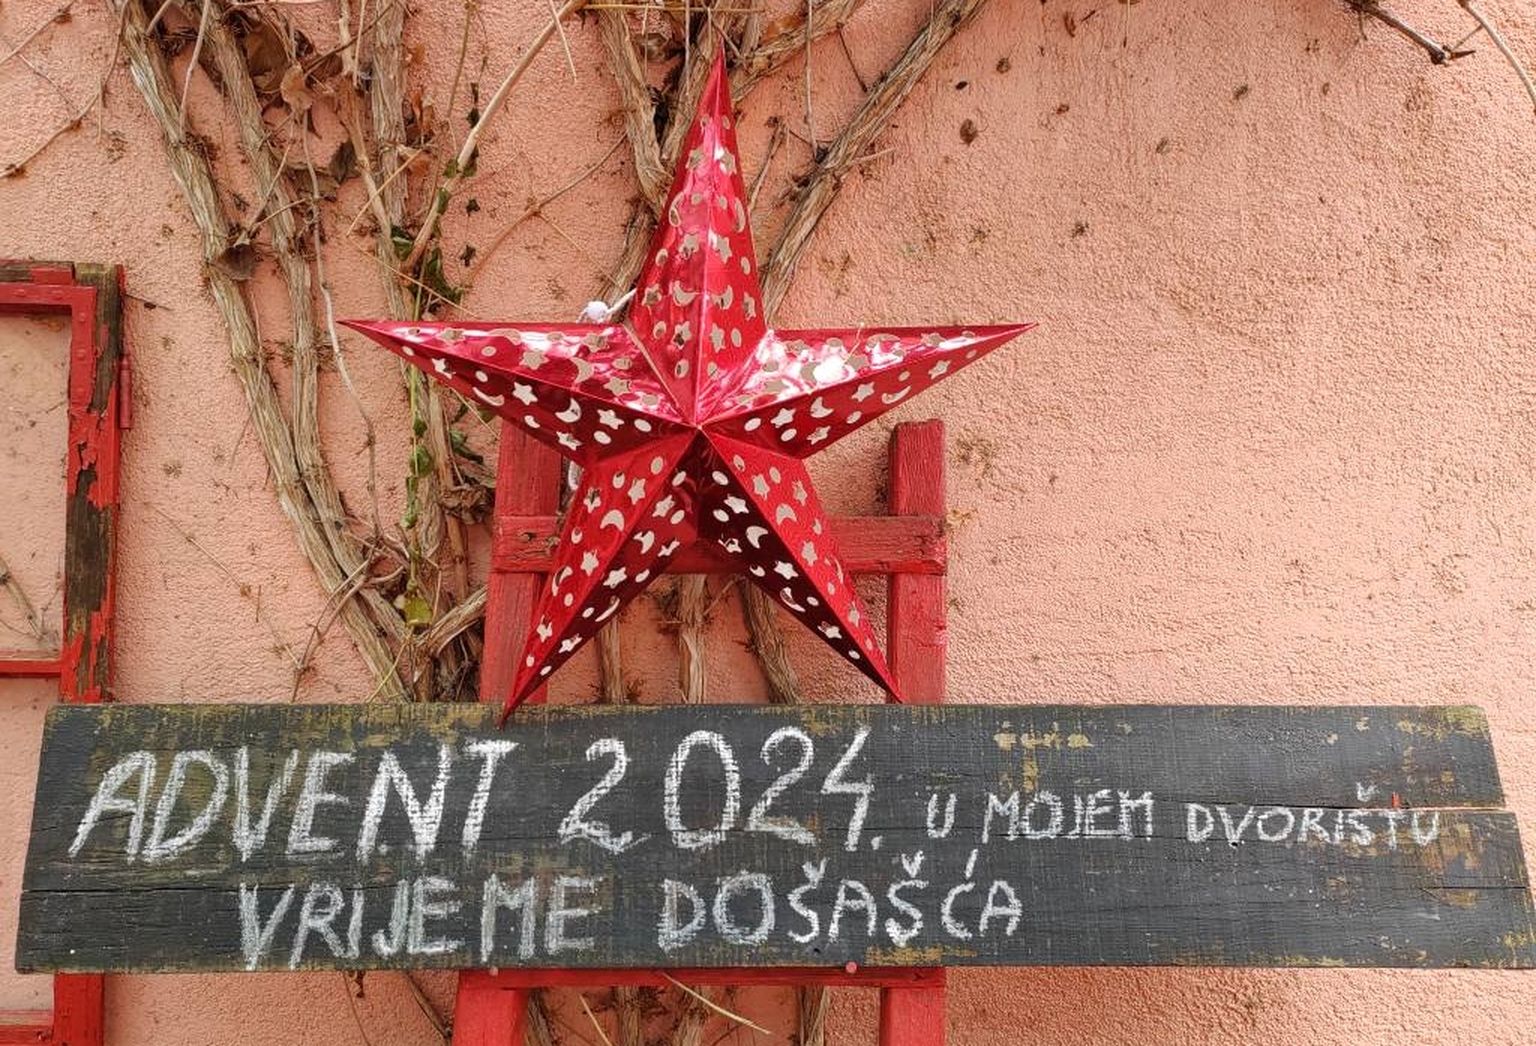 ADVENT 2024. U MOJEM DVORIŠTU
VRIJEME DOŠAŠĆA